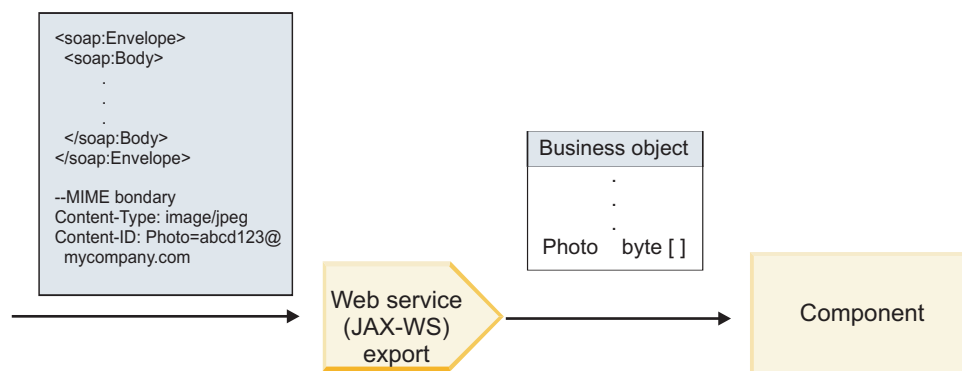 <soap:Envelope>
<soap:Body>
.
.
.
</soap:Body>
</soap:Envelope>
--MIME bondary
Content-Type: image/jpeg
Content-ID: Photo=abcd123@
mycompany.com
Web service
(JAX-WS)
export
Business object
.
.
.
Photo byte [ ]
Component